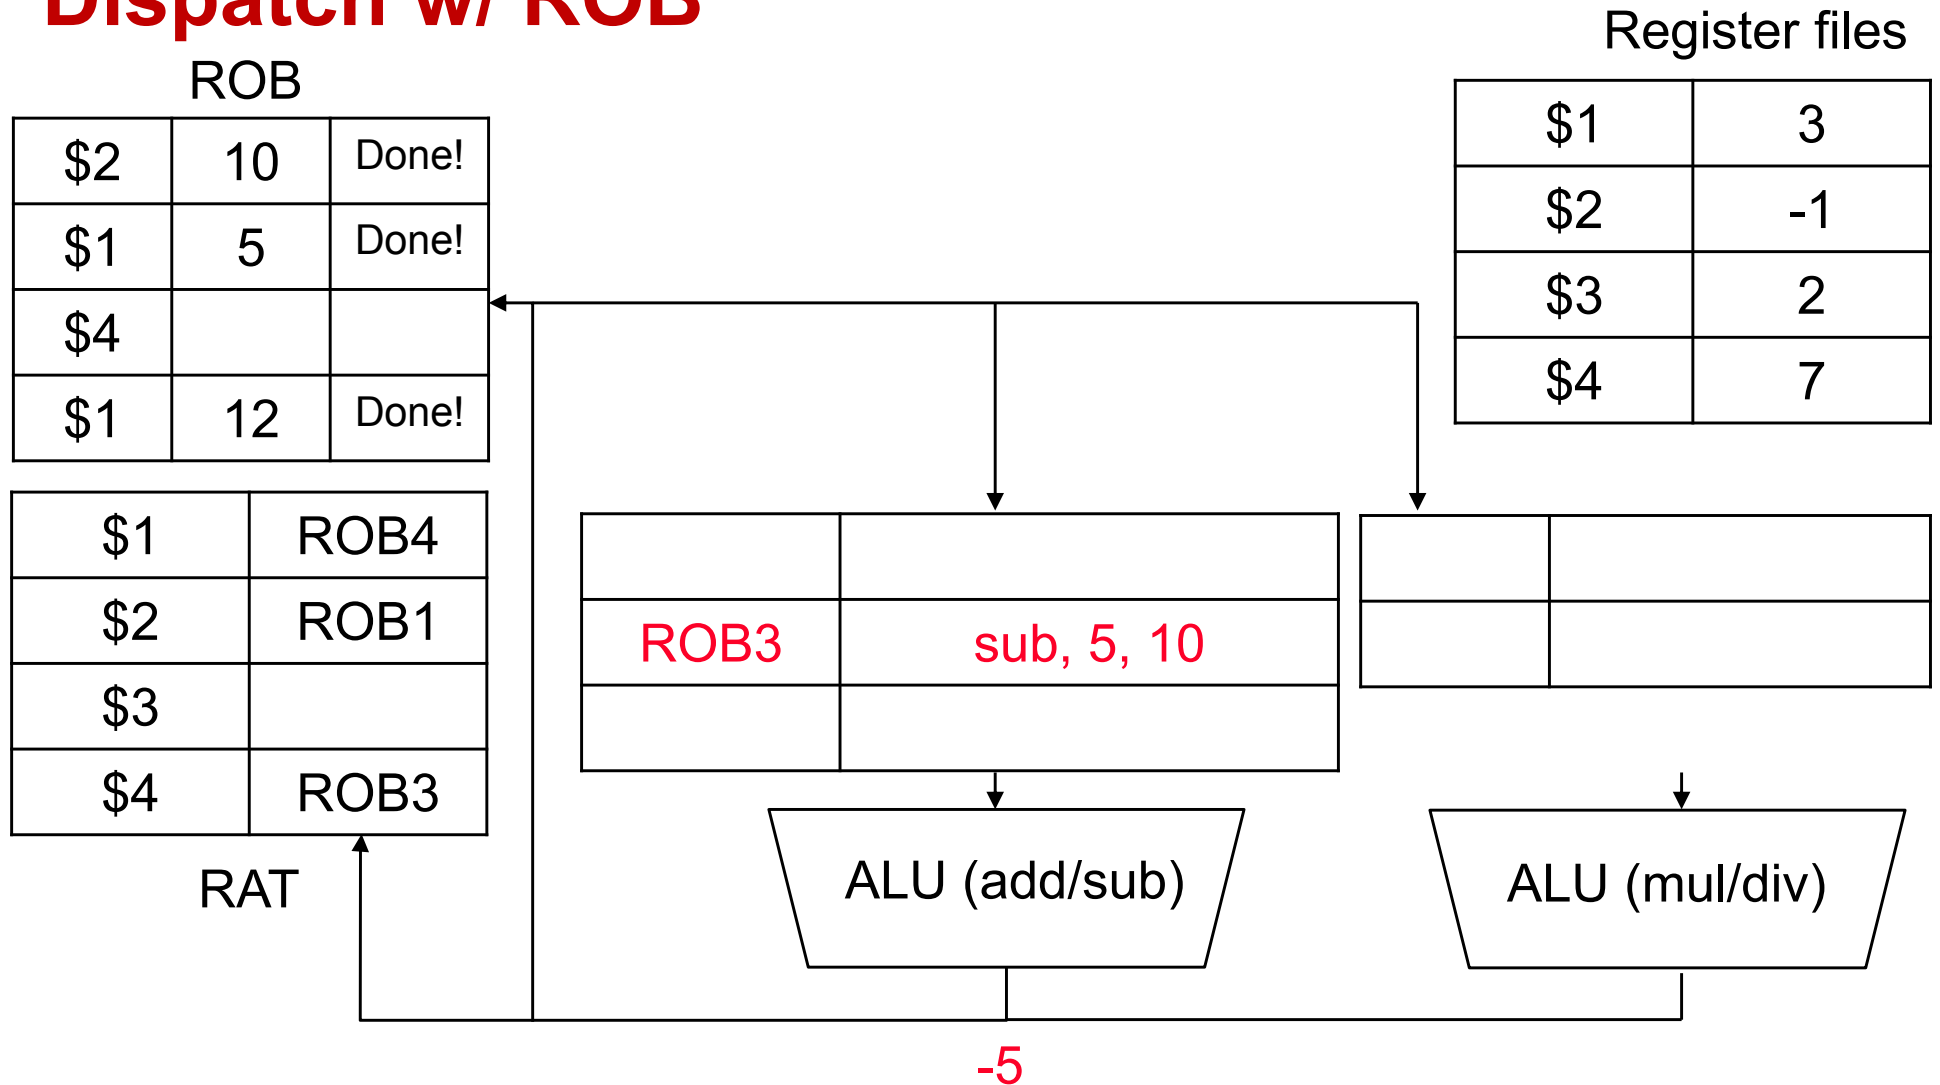 Dispatch w/ ROB
Register files
ROB
$2 10 Done!
$1 5 Done!
$4
$1 12 Done!
$1 3
$2 -1
$3 2
$4 7
$1 ROB4
$2 ROB1
$3
$4 ROB3
RAT
ROB3 sub, 5, 10
ALU (add/sub)
ALU (mul/div)
-5